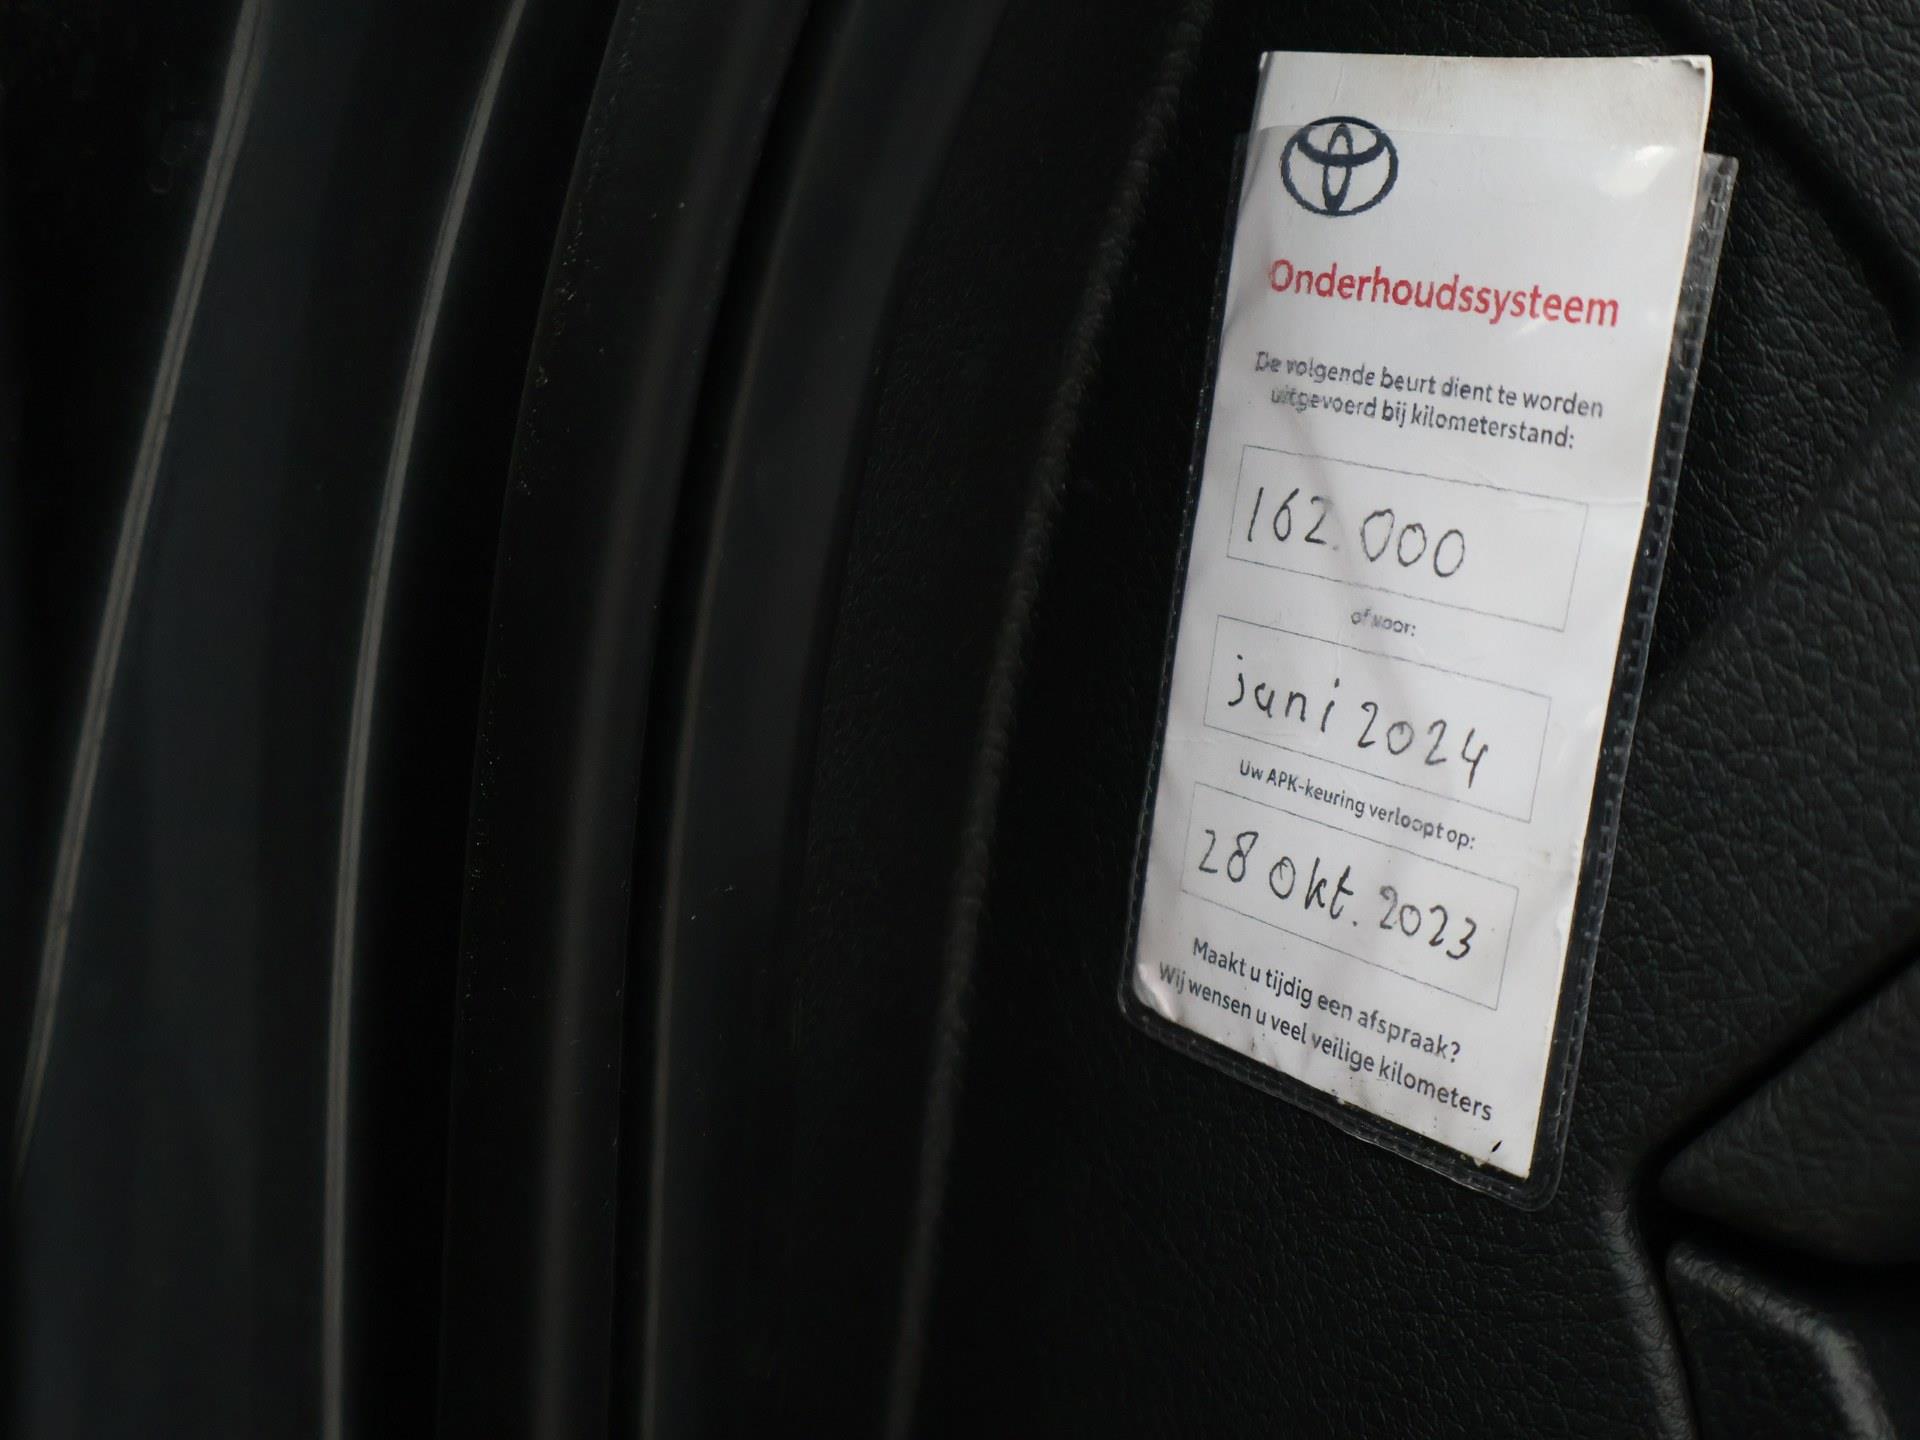 Onderhoudssysteem
De volgende beurt dient te worden
uitgevoerd bij kilometerstand:
162.000
of voor:
juni 2024
Uw APK-keuring verloopt op:
28 okt. 2023
Maakt u tijdig een afspraak?
Wij wensen u veel veilige kilometers